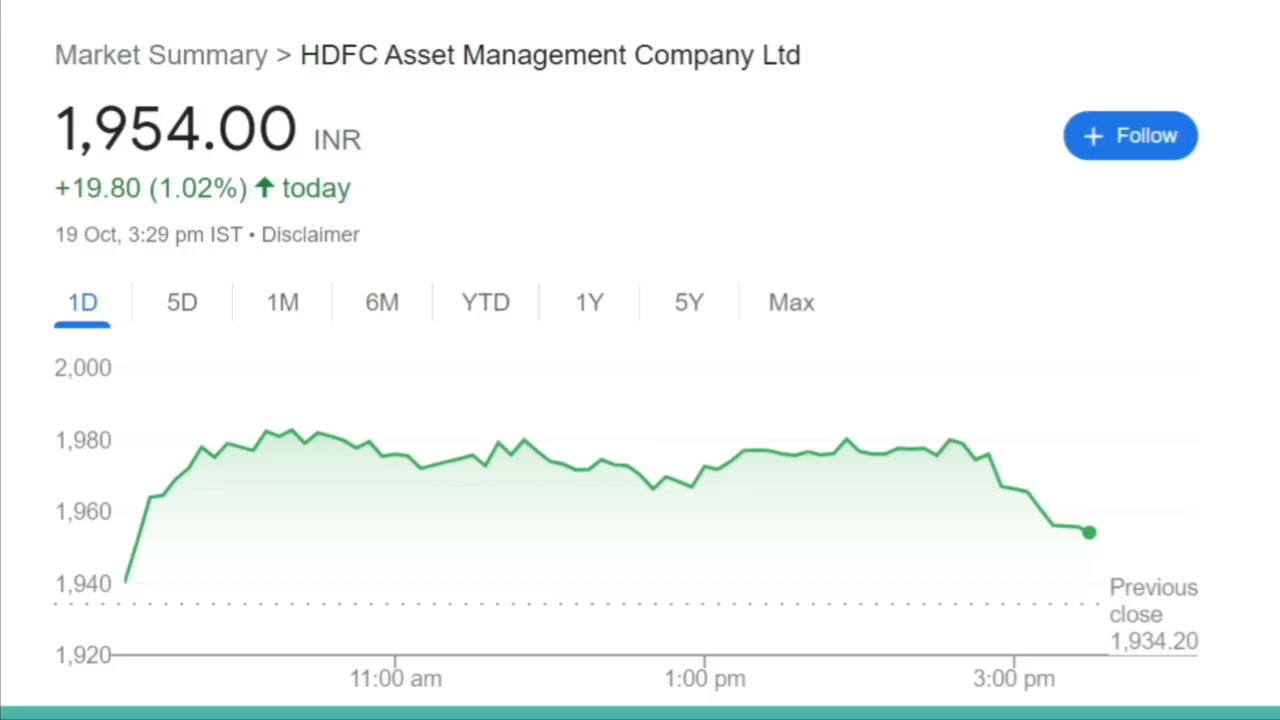 Market Summary > HDFC Asset Management Company Ltd
1,954.00 INR
+ Follow
+19.80 (1.02%) ↑ today
19 Oct, 3:29 pm IST • Disclaimer
1D 5D 1M 6M YTD 1Y 5Y Max
2,000
1,980
1,960
1,940
Previous
close
1,934.20
1,920
11:00 am 1:00 pm 3:00 pm